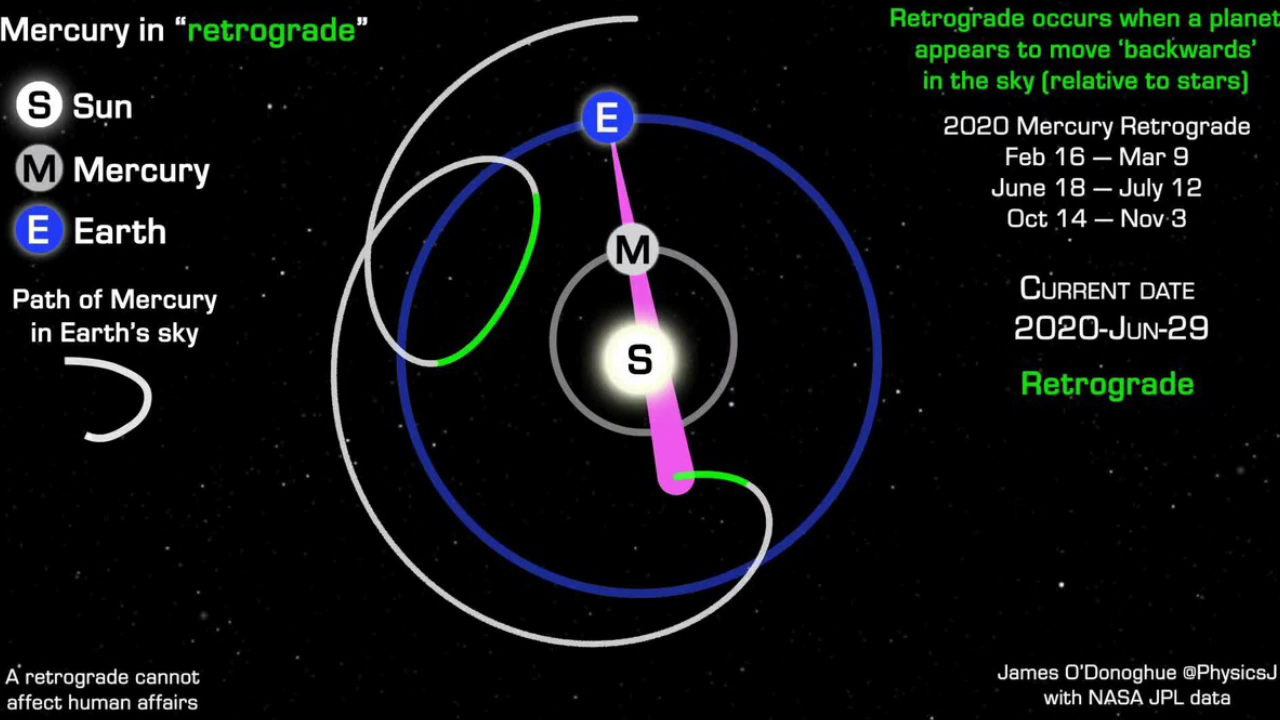 Mercury in “retrograde”
S Sun
M Mercury
E Earth
Path of Mercury
in Earth’s sky
A retrograde cannot
affect human affairs
E
M
S
Retrograde occurs when a planet
appears to move ‘backwards’
in the sky (relative to stars)
2020 Mercury Retrograde
Feb 16 – Mar 9
June 18 – July 12
Oct 14 – Nov 3
Current date
2020-Jun-29
Retrograde
James O’Donoghue @PhysicsJ
with NASA JPL data